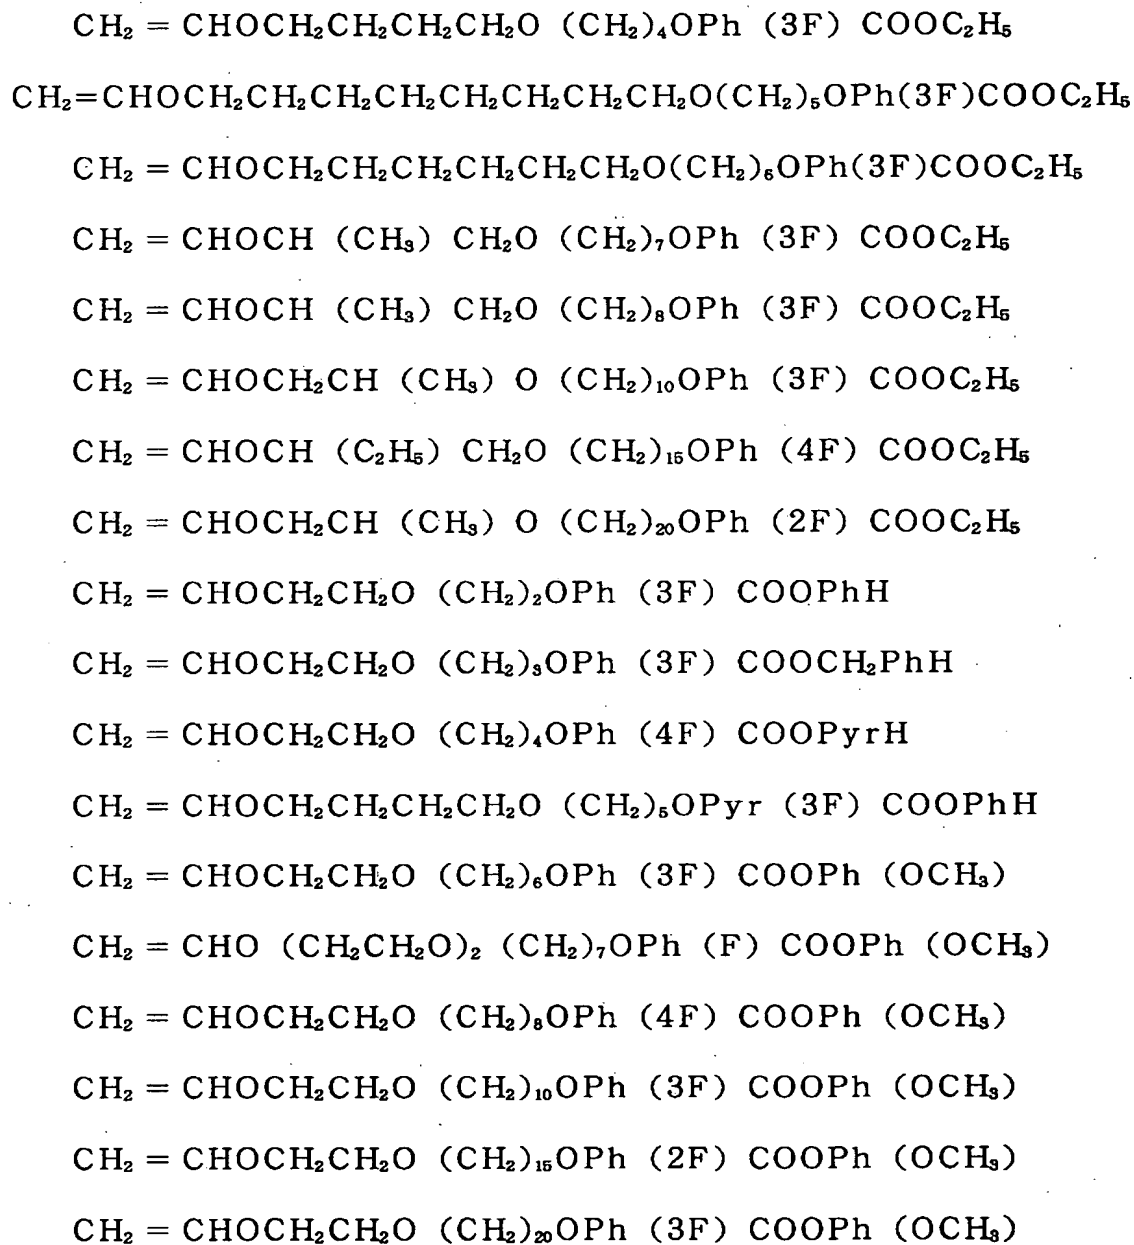 CH₂ = CHOCH₂CH₂CH₂CH₂O (CH₂)₄OPh (3F) COOC₂H₅
CH₂=CHOCH₂CH₂CH₂CH₂CH₂CH₂CH₂CH₂O(CH₂)₅OPh(3F)COOC₂H₅
CH₂ = CHOCH₂CH₂CH₂CH₂CH₂CH₂O(CH₂)₆OPh(3F)COOC₂H₅
CH₂ = CHOCH (CH₃) CH₂O (CH₂)₇OPh (3F) COOC₂H₅
CH₂ = CHOCH (CH₃) CH₂O (CH₂)₈OPh (3F) COOC₂H₅
CH₂ = CHOCH₂CH (CH₃) O (CH₂)₁₀OPh (3F) COOC₂H₅
CH₂ = CHOCH (C₂H₅) CH₂O (CH₂)₁₅OPh (4F) COOC₂H₅
CH₂ = CHOCH₂CH (CH₃) O (CH₂)₂₀OPh (2F) COOC₂H₅
CH₂ = CHOCH₂CH₂O (CH₂)₂OPh (3F) COOPhH
CH₂ = CHOCH₂CH₂O (CH₂)₃OPh (3F) COOCH₂PhH
CH₂ = CHOCH₂CH₂O (CH₂)₄OPh (4F) COOPyrH
CH₂ = CHOCH₂CH₂CH₂CH₂O (CH₂)₅OPyr (3F) COOPhH
CH₂ = CHOCH₂CH₂O (CH₂)₆OPh (3F) COOPh (OCH₃)
CH₂ = CHO (CH₂CH₂O)₂ (CH₂)₇OPh (F) COOPh (OCH₃)
CH₂ = CHOCH₂CH₂O (CH₂)₈OPh (4F) COOPh (OCH₃)
CH₂ = CHOCH₂CH₂O (CH₂)₁₀OPh (3F) COOPh (OCH₃)
CH₂ = CHOCH₂CH₂O (CH₂)₁₅OPh (2F) COOPh (OCH₃)
CH₂ = CHOCH₂CH₂O (CH₂)₂₀OPh (3F) COOPh (OCH₃)